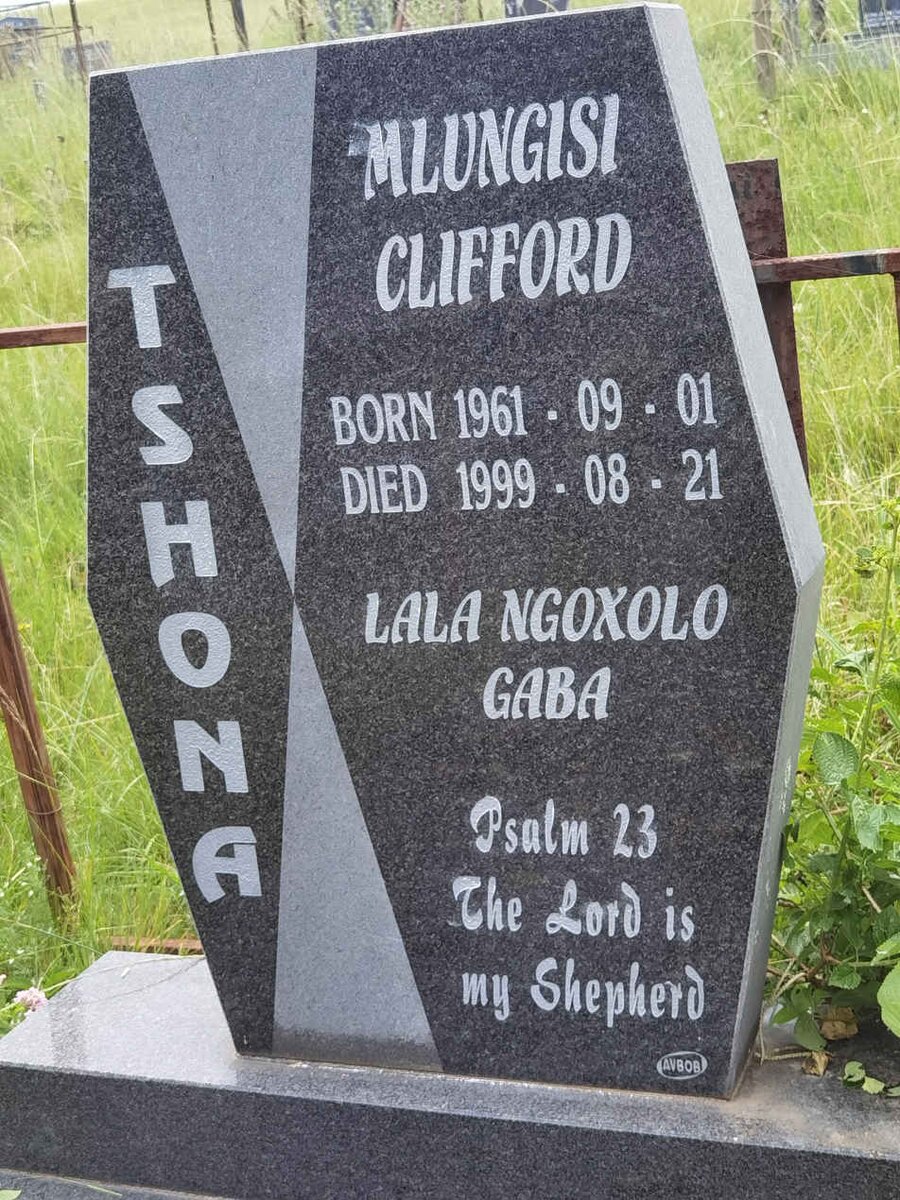 TSHONA
MLUNGISI
CLIFFORD
BORN 1961 - 09 - 01
DIED 1999 - 08 - 21
LALA NGOXOLO
GABA
Psalm 23
The Lord is
my Shepherd
AVBOB